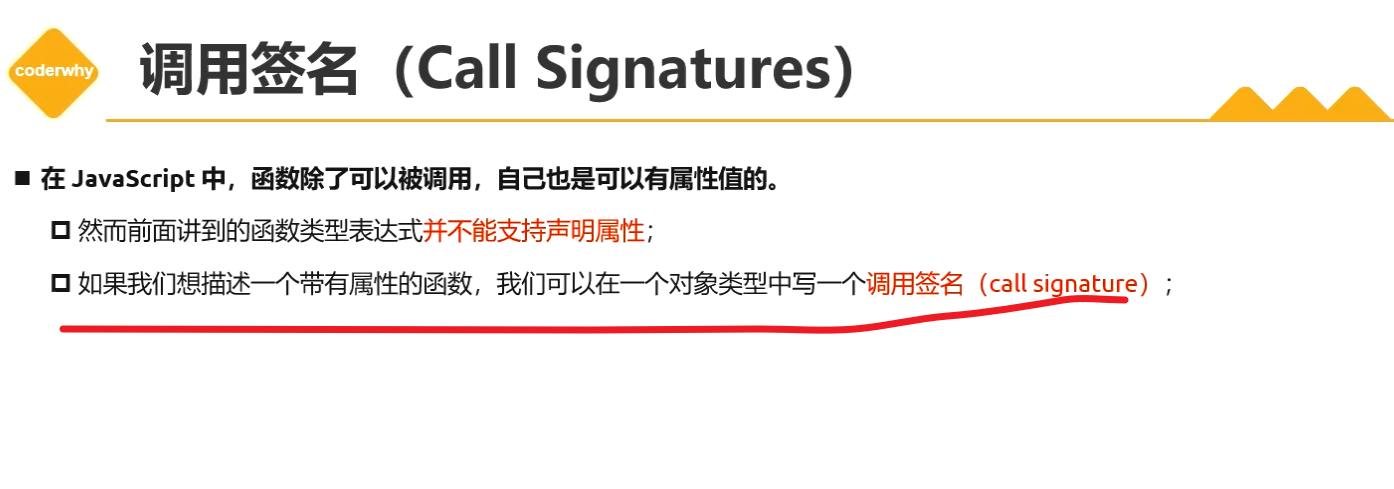 coderwhy
调用签名（Call Signatures）
在 JavaScript 中，函数除了可以被调用，自己也是可以有属性值的。
然而前面讲到的函数类型表达式并不能支持声明属性；
如果我们想描述一个带有属性的函数，我们可以在一个对象类型中写一个调用签名（call signature）；